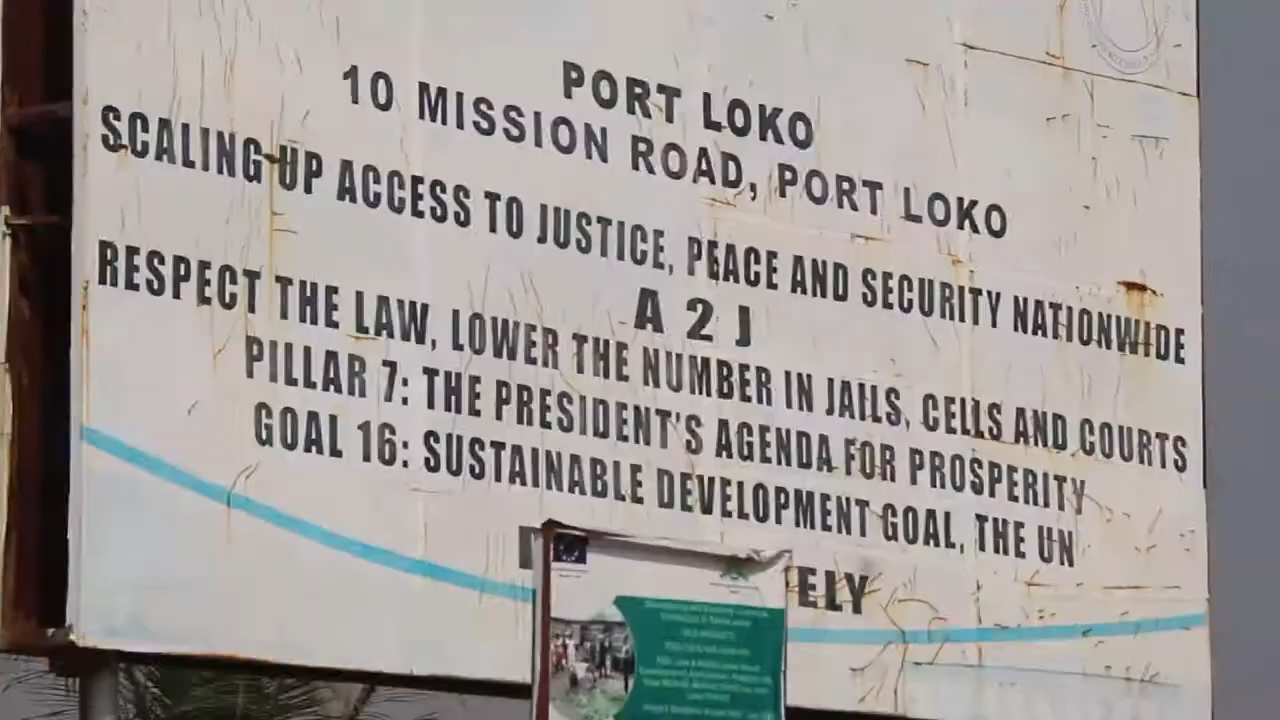 PORT LOKO
10 MISSION ROAD, PORT LOKO
SCALING UP ACCESS TO JUSTICE, PEACE AND SECURITY NATIONWIDE
A 2 J
RESPECT THE LAW, LOWER THE NUMBER IN JAILS, CELLS AND COURTS
PILLAR 7: THE PRESIDENT'S AGENDA FOR PROSPERITY
GOAL 16: SUSTAINABLE DEVELOPMENT GOAL, THE UN
ELY